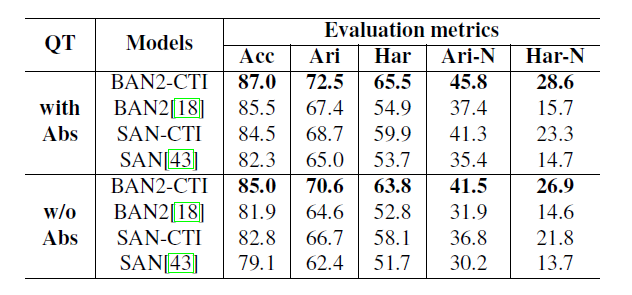 QT Models Evaluation metrics
Acc Ari Har Ari-N Har-N
with Abs
BAN2-CTI 87.0 72.5 65.5 45.8 28.6
BAN2[18] 85.5 67.4 54.9 37.4 15.7
SAN-CTI 84.5 68.7 59.9 41.3 23.3
SAN[43] 82.3 65.0 53.7 35.4 14.7
w/o Abs
BAN2-CTI 85.0 70.6 63.8 41.5 26.9
BAN2[18] 81.9 64.6 52.8 31.9 14.6
SAN-CTI 82.8 66.7 58.1 36.8 21.8
SAN[43] 79.1 62.4 51.7 30.2 13.7